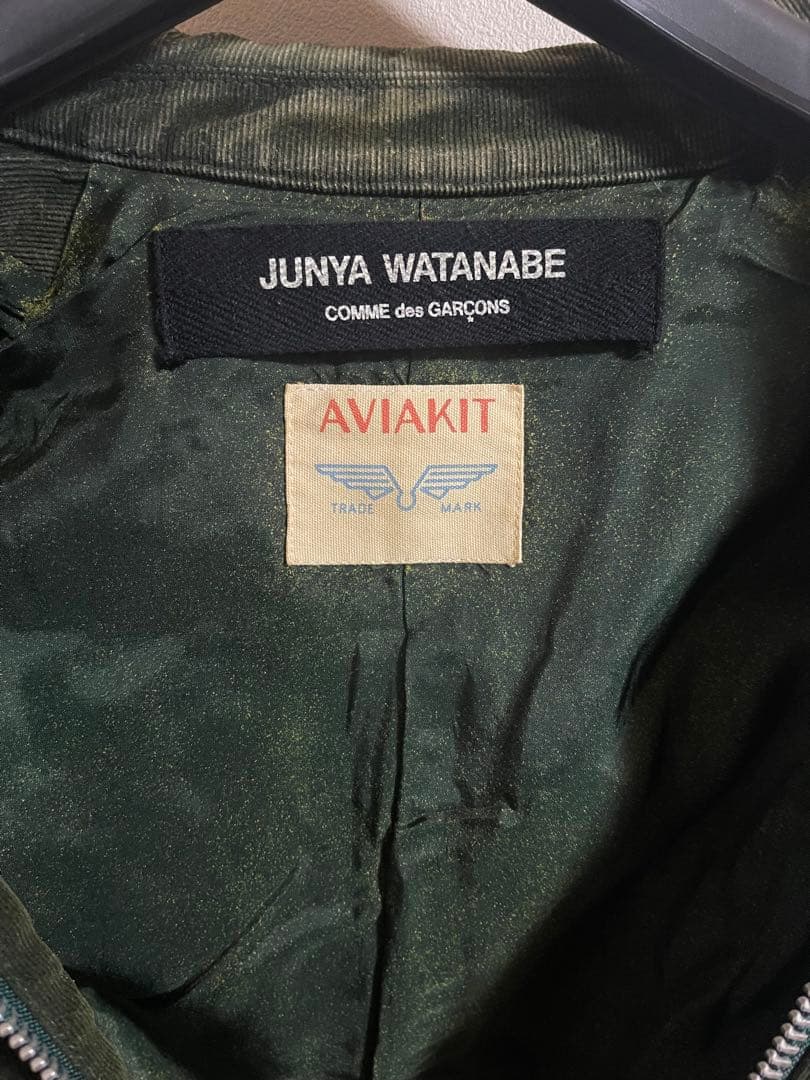 JUNYA WATANABE
COMME des GARÇONS
AVIAKIT
TRADE MARK